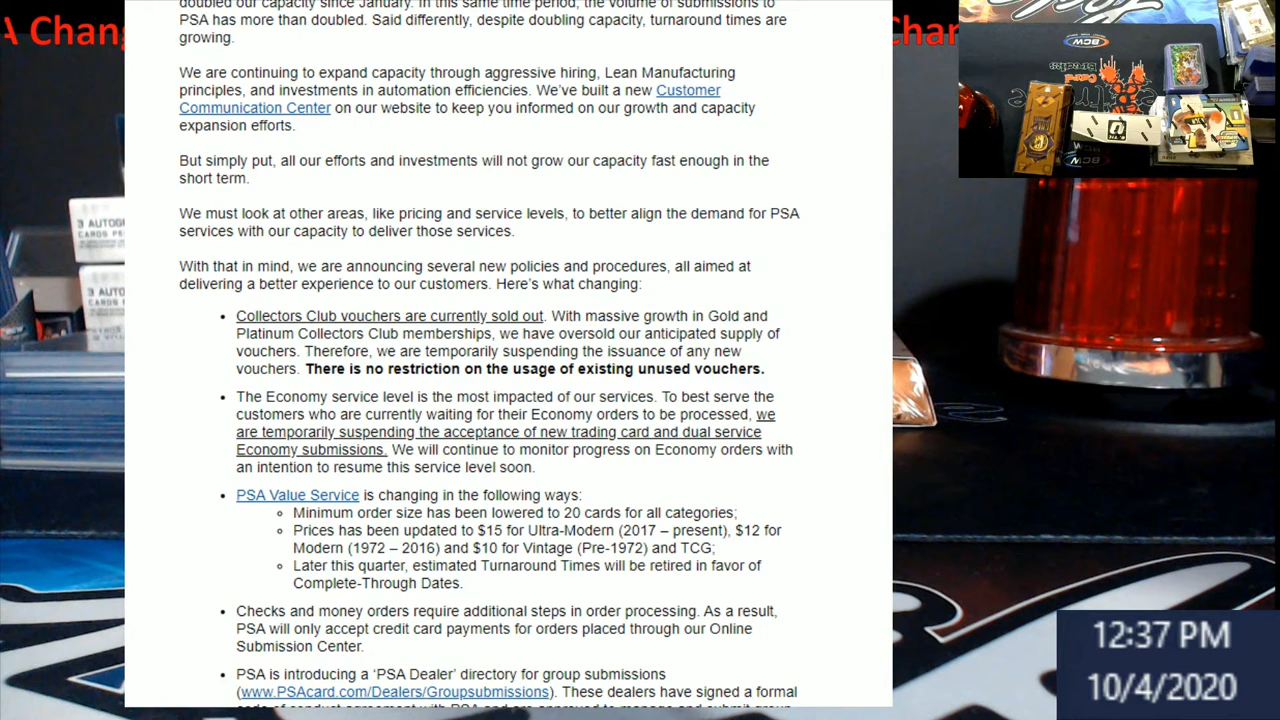 doubled our capacity since January. In this same time period, the volume of submissions to
PSA has more than doubled. Said differently, despite doubling capacity, turnaround times are
growing.
A Chan
Char
We are continuing to expand capacity through aggressive hiring, Lean Manufacturing
principles, and investments in automation efficiencies. We've built a new Customer
Communication Center on our website to keep you informed on our growth and capacity
expansion efforts.
But simply put, all our efforts and investments will not grow our capacity fast enough in the
short term.
We must look at other areas, like pricing and service levels, to better align the demand for PSA
services with our capacity to deliver those services.
With that in mind, we are announcing several new policies and procedures, all aimed at
delivering a better experience to our customers. Here's what changing:
• Collectors Club vouchers are currently sold out. With massive growth in Gold and
Platinum Collectors Club memberships, we have oversold our anticipated supply of
vouchers. Therefore, we are temporarily suspending the issuance of any new
vouchers. There is no restriction on the usage of existing unused vouchers.
• The Economy service level is the most impacted of our services. To best serve the
customers who are currently waiting for their Economy orders to be processed, we
are temporarily suspending the acceptance of new trading card and dual service
Economy submissions. We will continue to monitor progress on Economy orders with
an intention to resume this service level soon.
• PSA Value Service is changing in the following ways:
◦ Minimum order size has been lowered to 20 cards for all categories;
◦ Prices has been updated to $15 for Ultra-Modern (2017 – present), $12 for
Modern (1972 – 2016) and $10 for Vintage (Pre-1972) and TCG;
◦ Later this quarter, estimated Turnaround Times will be retired in favor of
Complete-Through Dates.
• Checks and money orders require additional steps in order processing. As a result,
PSA will only accept credit card payments for orders placed through our Online
Submission Center.
• PSA is introducing a 'PSA Dealer' directory for group submissions
(www.PSAcard.com/Dealers/Groupsubmissions). These dealers have signed a formal
3 AUTOG
CARDS PE
3 AUTO
CARDS
BCW
Card
BCW
12:37 PM
10/4/2020